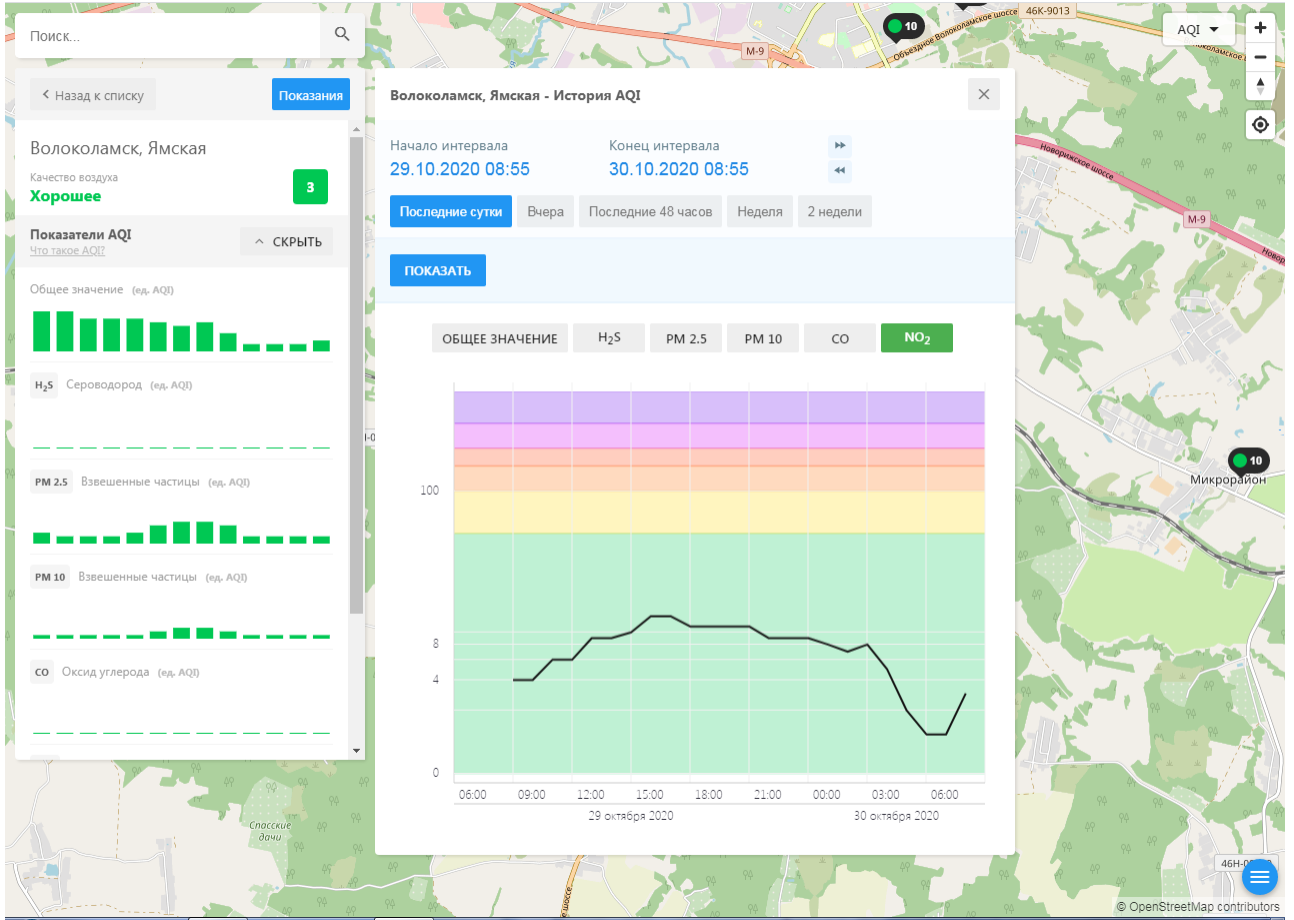 Поиск...
46К-9013
10
Объездное Волоколамское шоссе
AQI
М-9
Назад к списку
Показания
Волоколамск, Ямская - История AQI
Волоколамск, Ямская
Качество воздуха
Хорошее
3
Начало интервала
Конец интервала
29.10.2020 08:55
30.10.2020 08:55
Последние сутки
Вчера
Последние 48 часов
Неделя
2 недели
Показатели AQI
Что такое AQI?
СКРЫТЬ
ПОКАЗАТЬ
Общее значение (ед. AQI)
H2S Сероводород (ед. AQI)
PM 2.5 Взвешенные частицы (ед. AQI)
PM 10 Взвешенные частицы (ед. AQI)
CO Оксид углерода (ед. AQI)
ОБЩЕЕ ЗНАЧЕНИЕ
H2S
PM 2.5
PM 10
CO
NO2
100
8
4
0
06:00
09:00
12:00
15:00
18:00
21:00
00:00
03:00
06:00
29 октября 2020
30 октября 2020
Новорижское шоссе
М-9
10
Микрорайон
Спасские
дачи
шоссе
© OpenStreetMap contributors